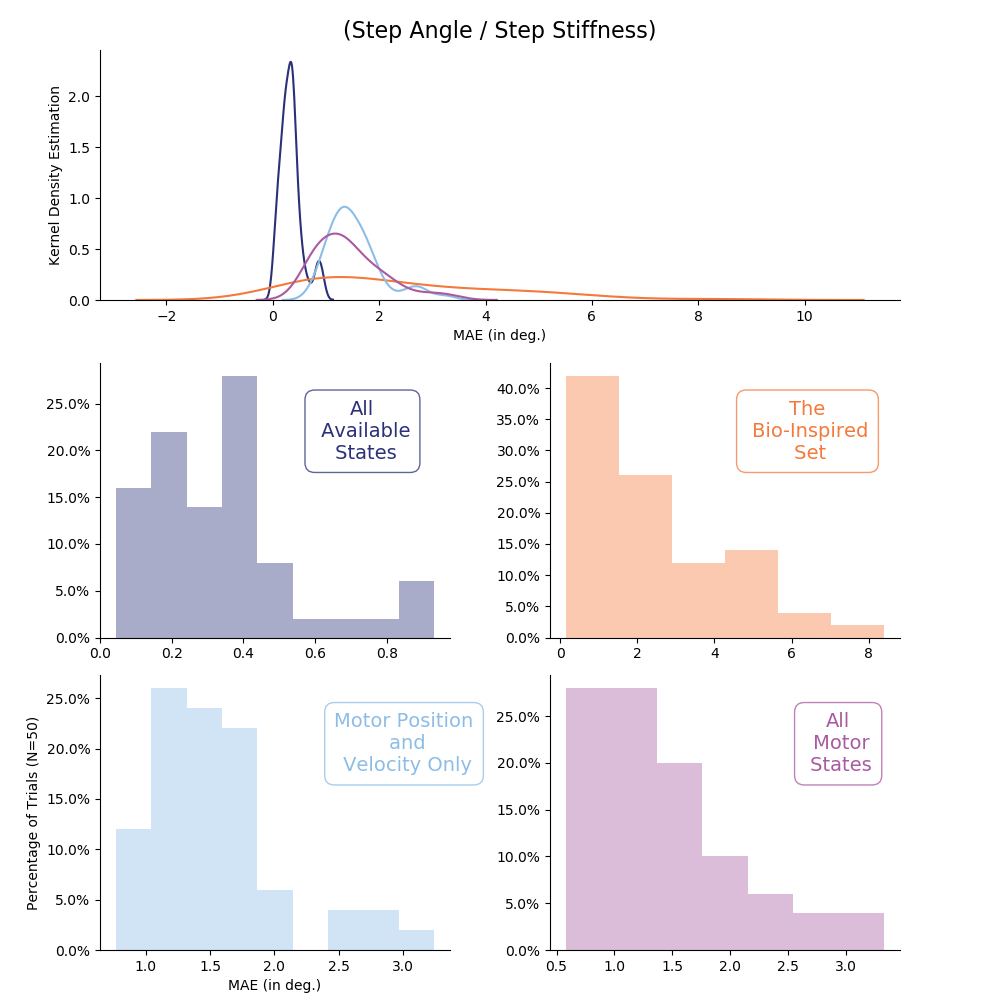 (Step Angle / Step Stiffness)
Kernel Density Estimation
2.0
1.5
1.0
0.5
0.0
−2 0 2 4 6 8 10
MAE (in deg.)
25.0%
20.0%
15.0%
10.0%
5.0%
0.0%
0.0 0.2 0.4 0.6 0.8
All
Available
States
40.0%
35.0%
30.0%
25.0%
20.0%
15.0%
10.0%
5.0%
0.0%
0 2 4 6 8
The
Bio-Inspired
Set
Percentage of Trials (N=50)
25.0%
20.0%
15.0%
10.0%
5.0%
0.0%
1.0 1.5 2.0 2.5 3.0
MAE (in deg.)
Motor Position
and
Velocity Only
25.0%
20.0%
15.0%
10.0%
5.0%
0.0%
0.5 1.0 1.5 2.0 2.5 3.0
All
Motor
States